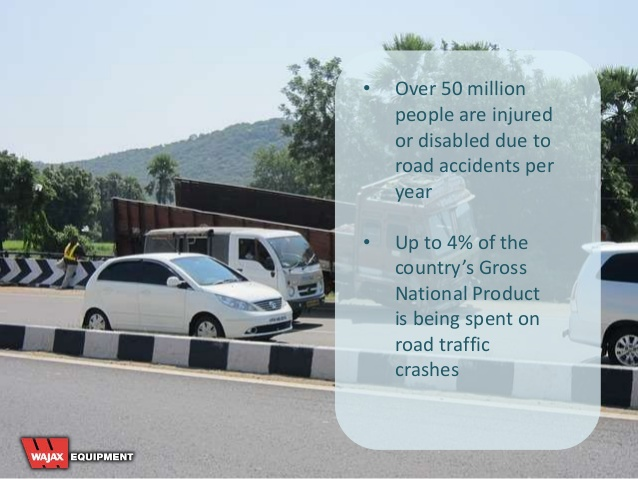 • Over 50 million
people are injured
or disabled due to
road accidents per
year
• Up to 4% of the
country’s Gross
National Product
is being spent on
road traffic
crashes
WAJAX EQUIPMENT